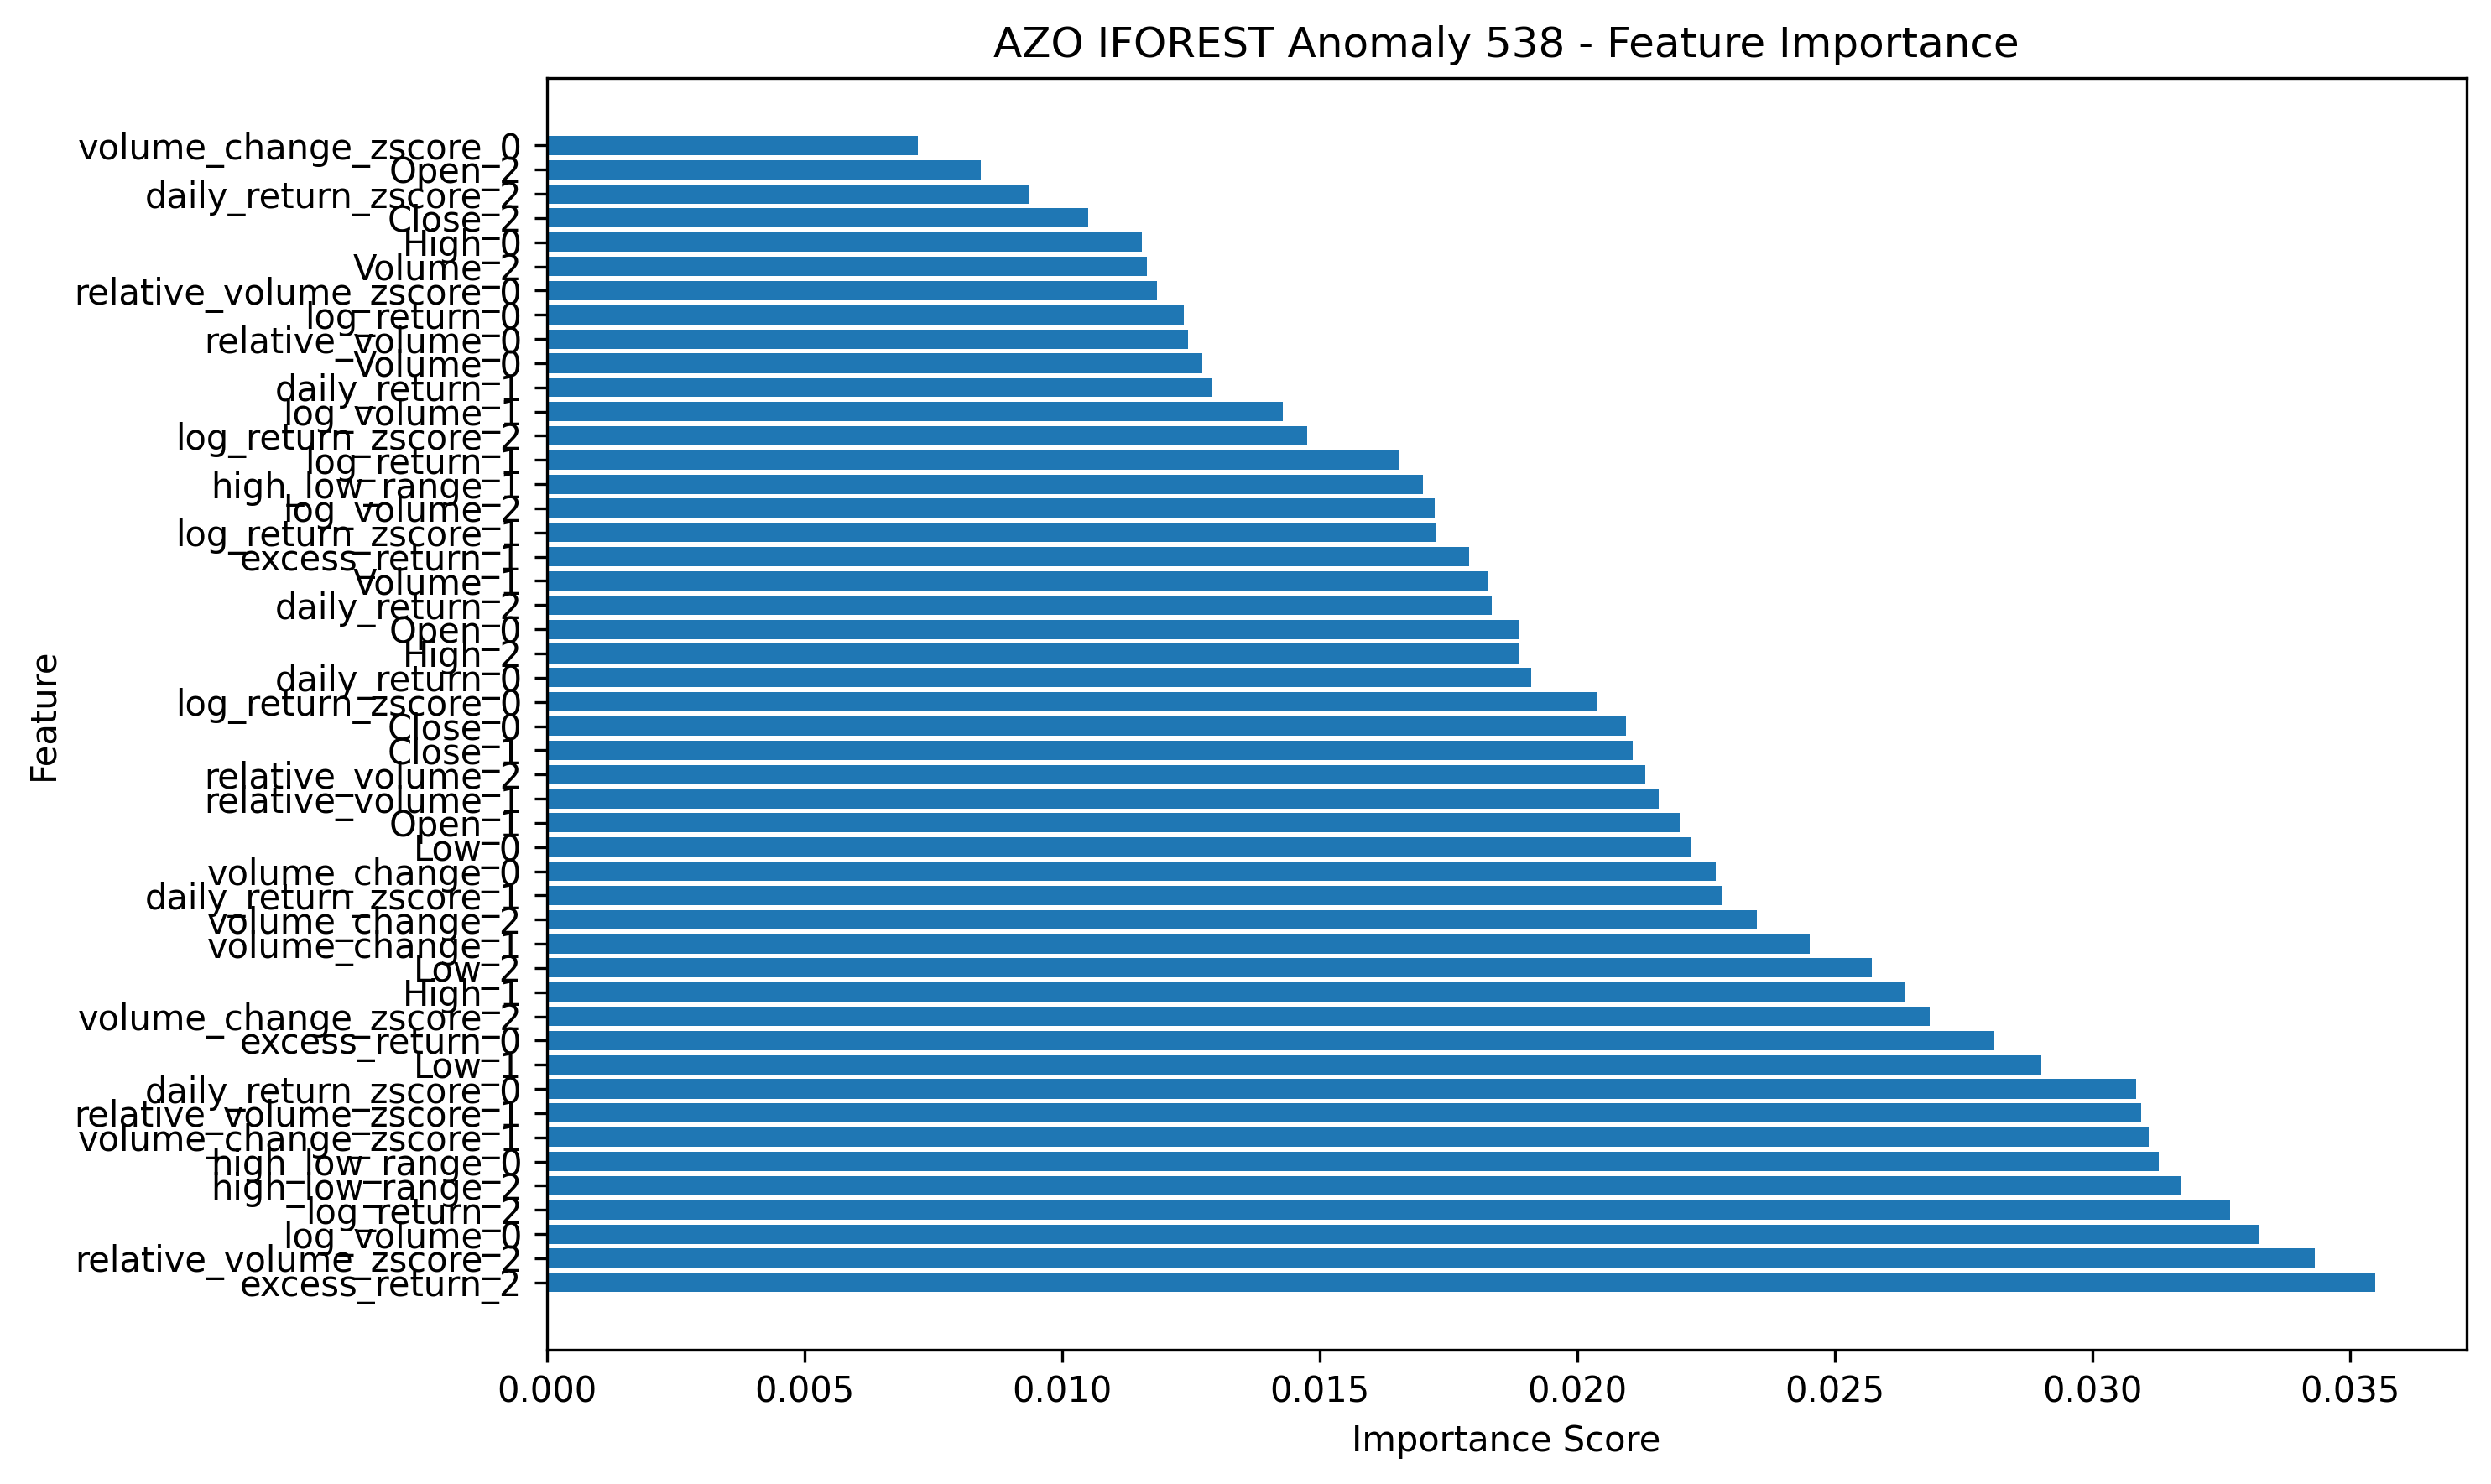 AZO IFOREST Anomaly 538 - Feature Importance
volume_change_zscore_0
Open_2
daily_return_zscore_2
Close_2
High_0
Volume_2
relative_volume_zscore_0
log_return_0
relative_volume_0
Volume_0
daily_return_1
log_volume_1
log_return_zscore_2
log_return_1
high_low_range_1
log_volume_2
log_return_zscore_1
excess_return_1
Volume_1
daily_return_2
Open_0
High_2
daily_return_0
log_return_zscore_0
Close_0
Close_1
relative_volume_2
relative_volume_1
Open_1
Low_0
volume_change_0
daily_return_zscore_1
volume_change_2
volume_change_1
Low_2
High_1
volume_change_zscore_2
excess_return_0
Low_1
daily_return_zscore_0
relative_volume_zscore_1
volume_change_zscore_1
high_low_range_0
high_low_range_2
log_return_2
log_volume_0
relative_volume_zscore_2
excess_return_2
Feature
0.000 0.005 0.010 0.015 0.020 0.025 0.030 0.035
Importance Score